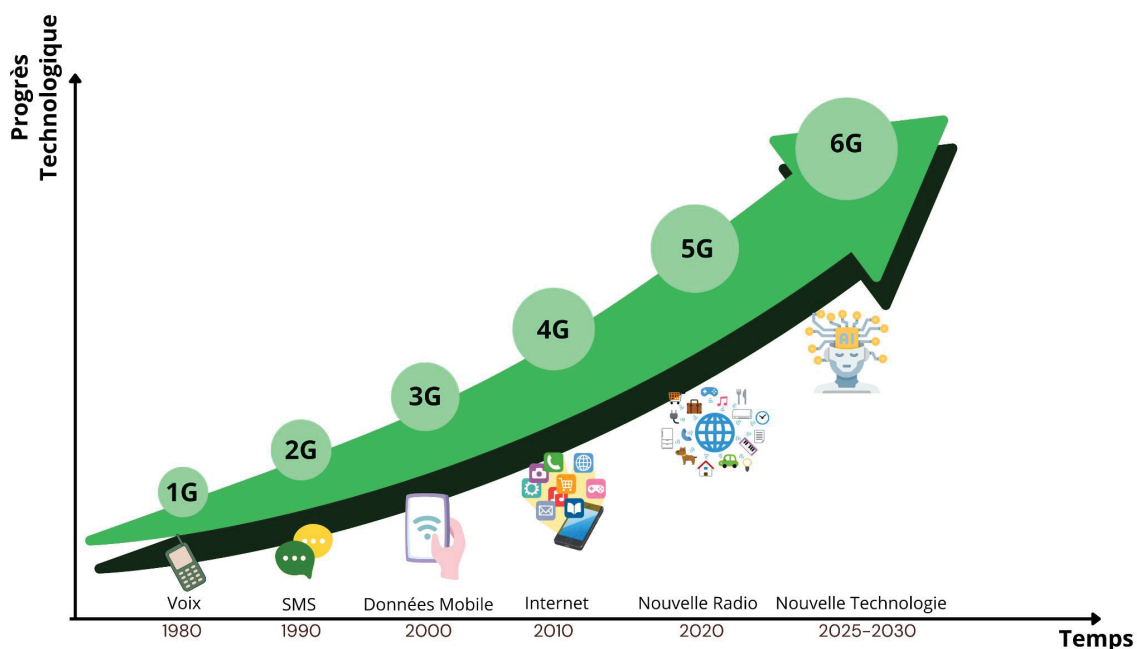 Progrès
Technologique
6G
5G
4G
3G
2G
1G
AI
Voix
SMS
Données Mobile
Internet
Nouvelle Radio
Nouvelle Technologie
1980
1990
2000
2010
2020
2025-2030
Temps